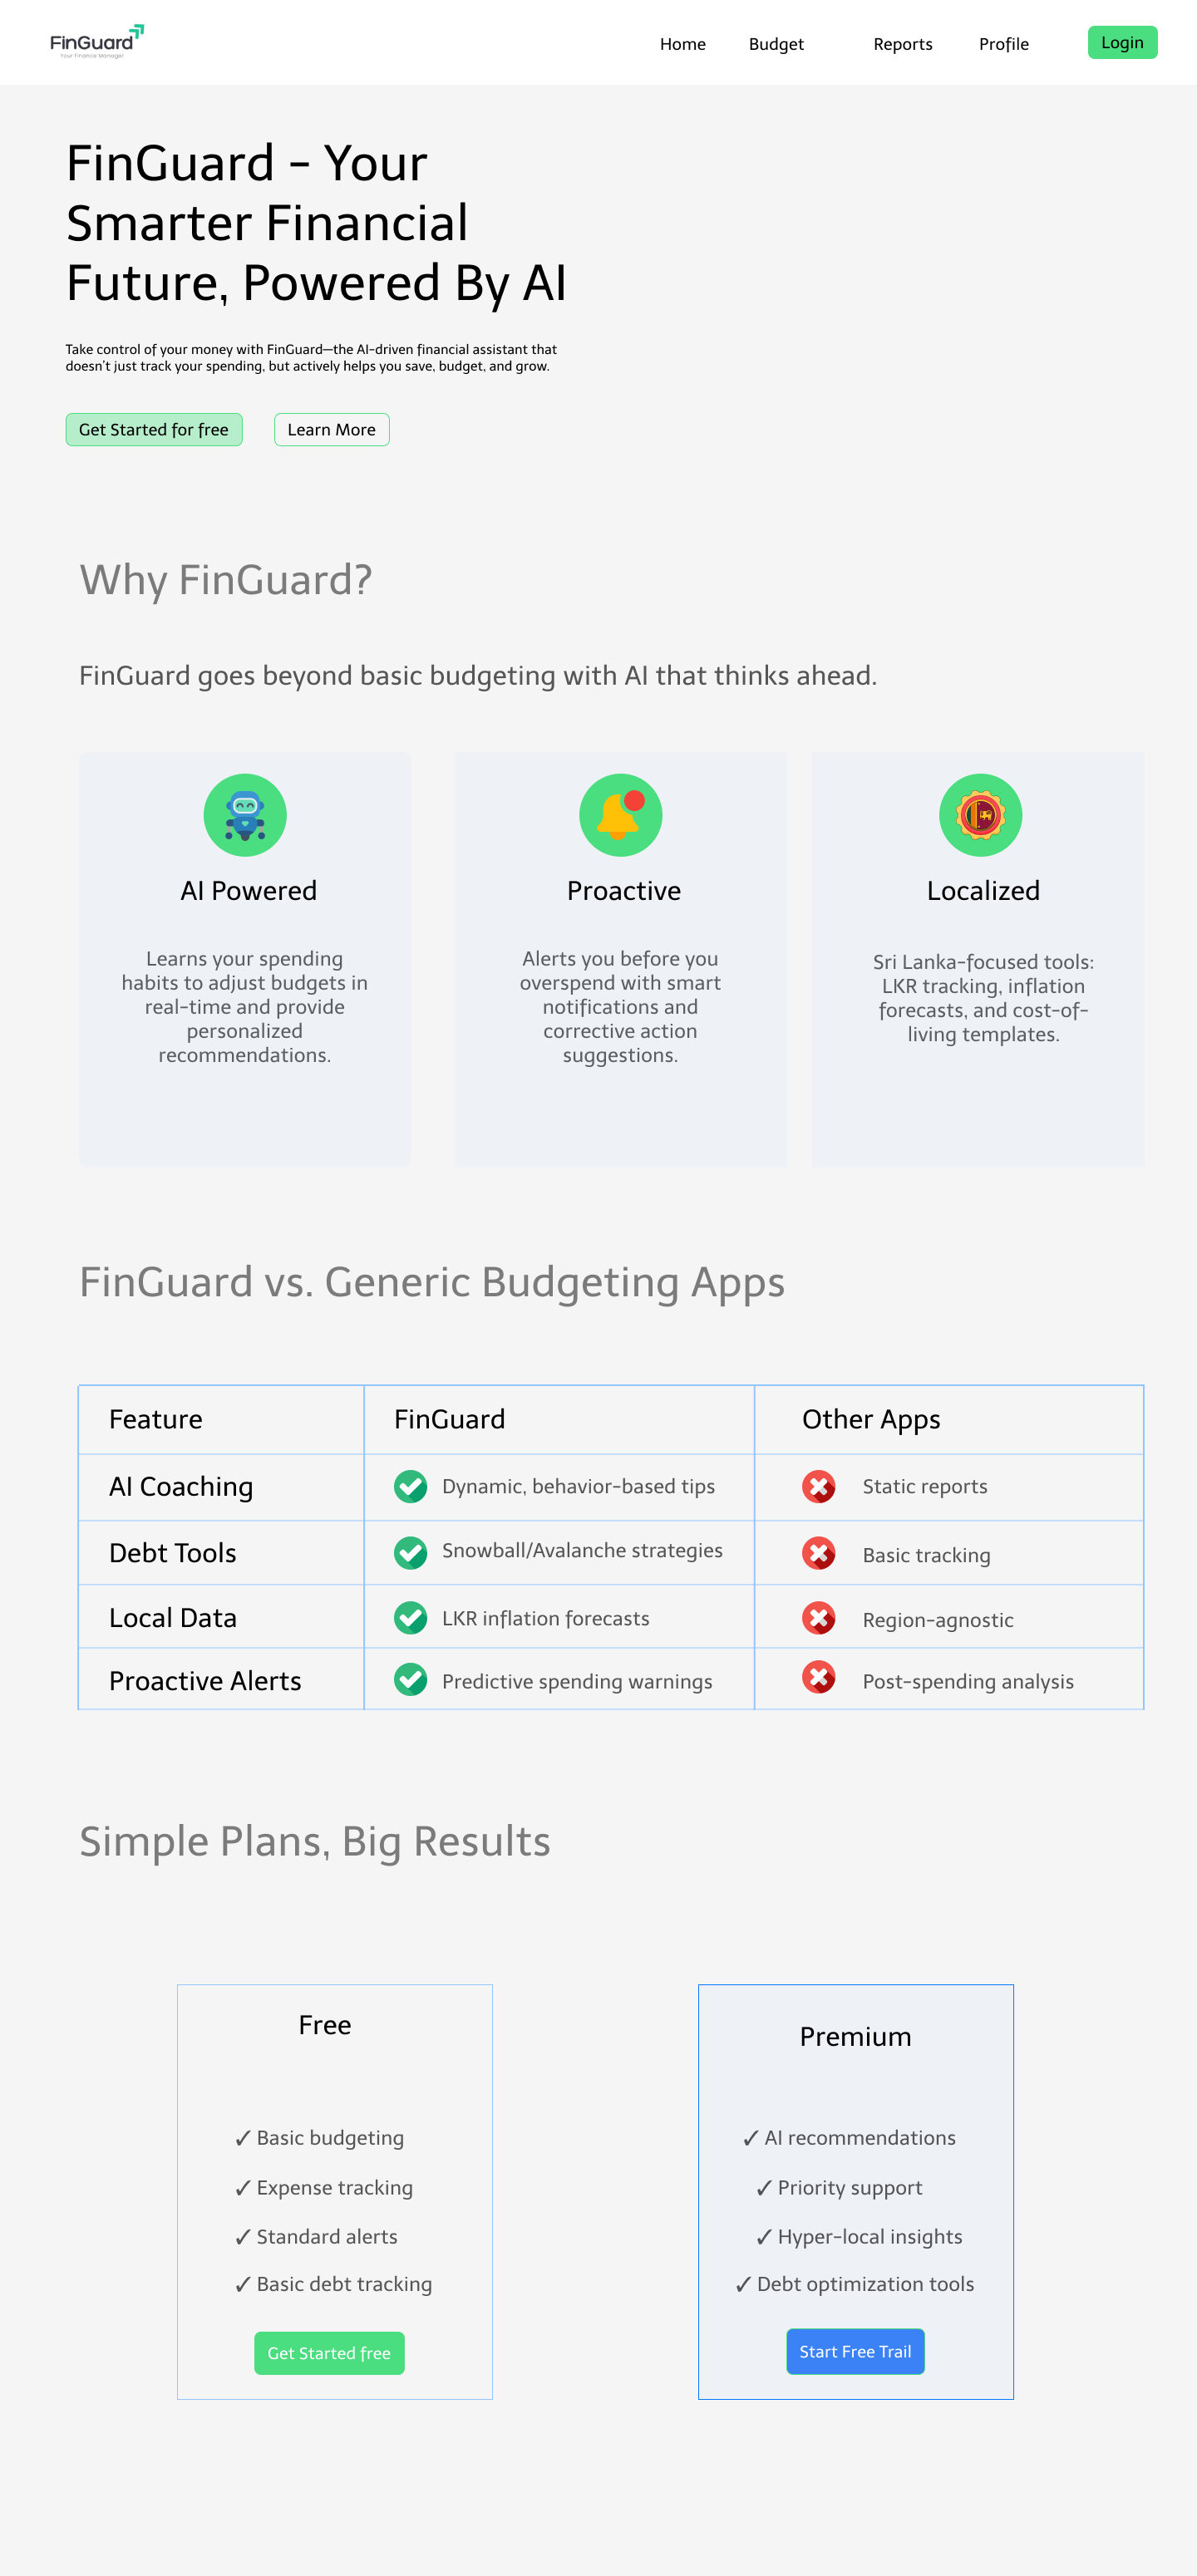 FinGuard
Your Finance Manager
Home
Budget
Reports
Profile
Login
FinGuard - Your
Smarter Financial
Future, Powered By AI
Take control of your money with FinGuard—the AI-driven financial assistant that
doesn't just track your spending, but actively helps you save, budget, and grow.
Get Started for free
Learn More
Why FinGuard?
FinGuard goes beyond basic budgeting with AI that thinks ahead.
AI Powered
Learns your spending
habits to adjust budgets in
real-time and provide
personalized
recommendations.
Proactive
Alerts you before you
overspend with smart
notifications and
corrective action
suggestions.
Localized
Sri Lanka-focused tools:
LKR tracking, inflation
forecasts, and cost-of-
living templates.
FinGuard vs. Generic Budgeting Apps
Feature
FinGuard
Other Apps
AI Coaching
Dynamic, behavior-based tips
Static reports
Debt Tools
Snowball/Avalanche strategies
Basic tracking
Local Data
LKR inflation forecasts
Region-agnostic
Proactive Alerts
Predictive spending warnings
Post-spending analysis
Simple Plans, Big Results
Free
✓ Basic budgeting
✓ Expense tracking
✓ Standard alerts
✓ Basic debt tracking
Get Started free
Premium
✓ AI recommendations
✓ Priority support
✓ Hyper-local insights
✓ Debt optimization tools
Start Free Trail